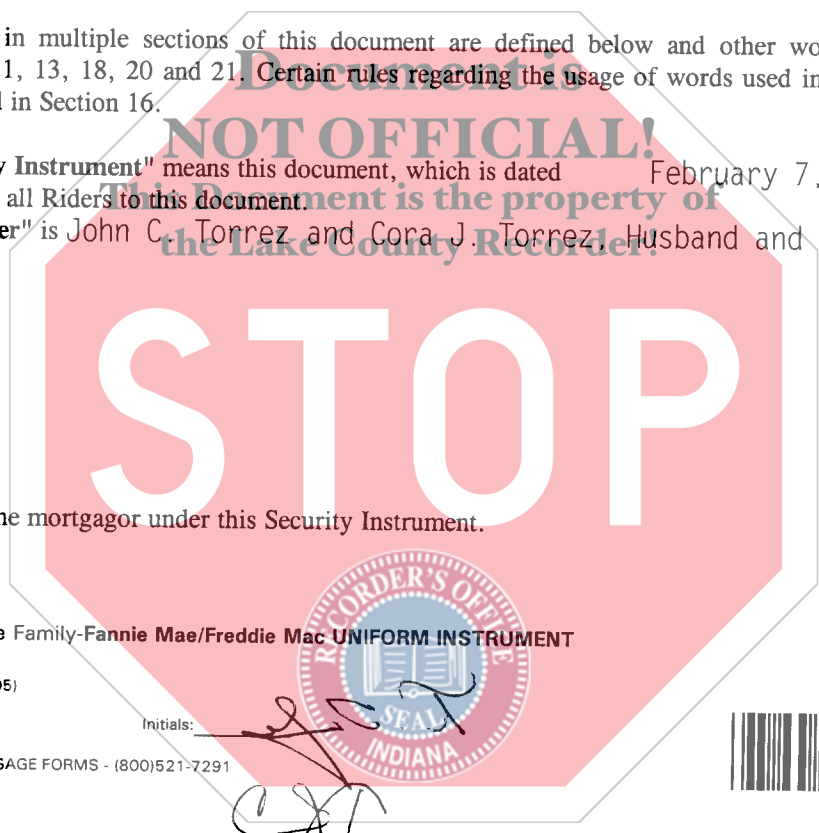 in multiple sections of this document are defined below and other wo
1, 13, 18, 20 and 21. Certain rules regarding the usage of words used in
in Section 16.
Document is
NOT OFFICIAL!
This Document is the property of
the Lake County Recorder!
y Instrument" means this document, which is dated February 7,
all Riders to this document.
er" is John C. Torrez and Cora J. Torrez, Husband and
STOP
he mortgagor under this Security Instrument.
e Family-Fannie Mae/Freddie Mac UNIFORM INSTRUMENT
05)
Initials: J C T
GAGE FORMS - (800)521-7291
C J T
RECORDER'S OFFICE
SEAL
INDIANA